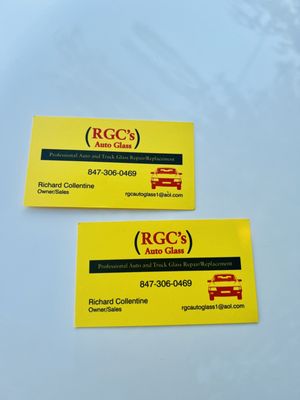 (RGC's)
Auto Glass
Professional Auto and Truck Glass Repair/Replacement
847-306-0469
Richard Collentine
Owner/Sales
rgcautoglass1@aol.com
(RGC's)
Auto Glass
Professional Auto and Truck Glass Repair/Replacement
847-306-0469
Richard Collentine
Owner/Sales
rgcautoglass1@aol.com